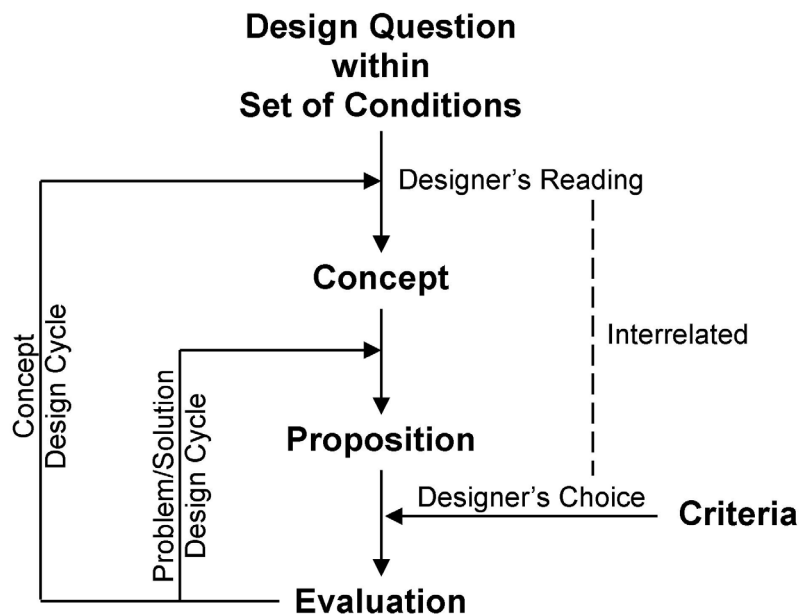 Design Question
within
Set of Conditions
Designer's Reading
Concept
Interrelated
Concept
Design Cycle
Problem/Solution
Design Cycle
Proposition
Designer's Choice
Criteria
Evaluation